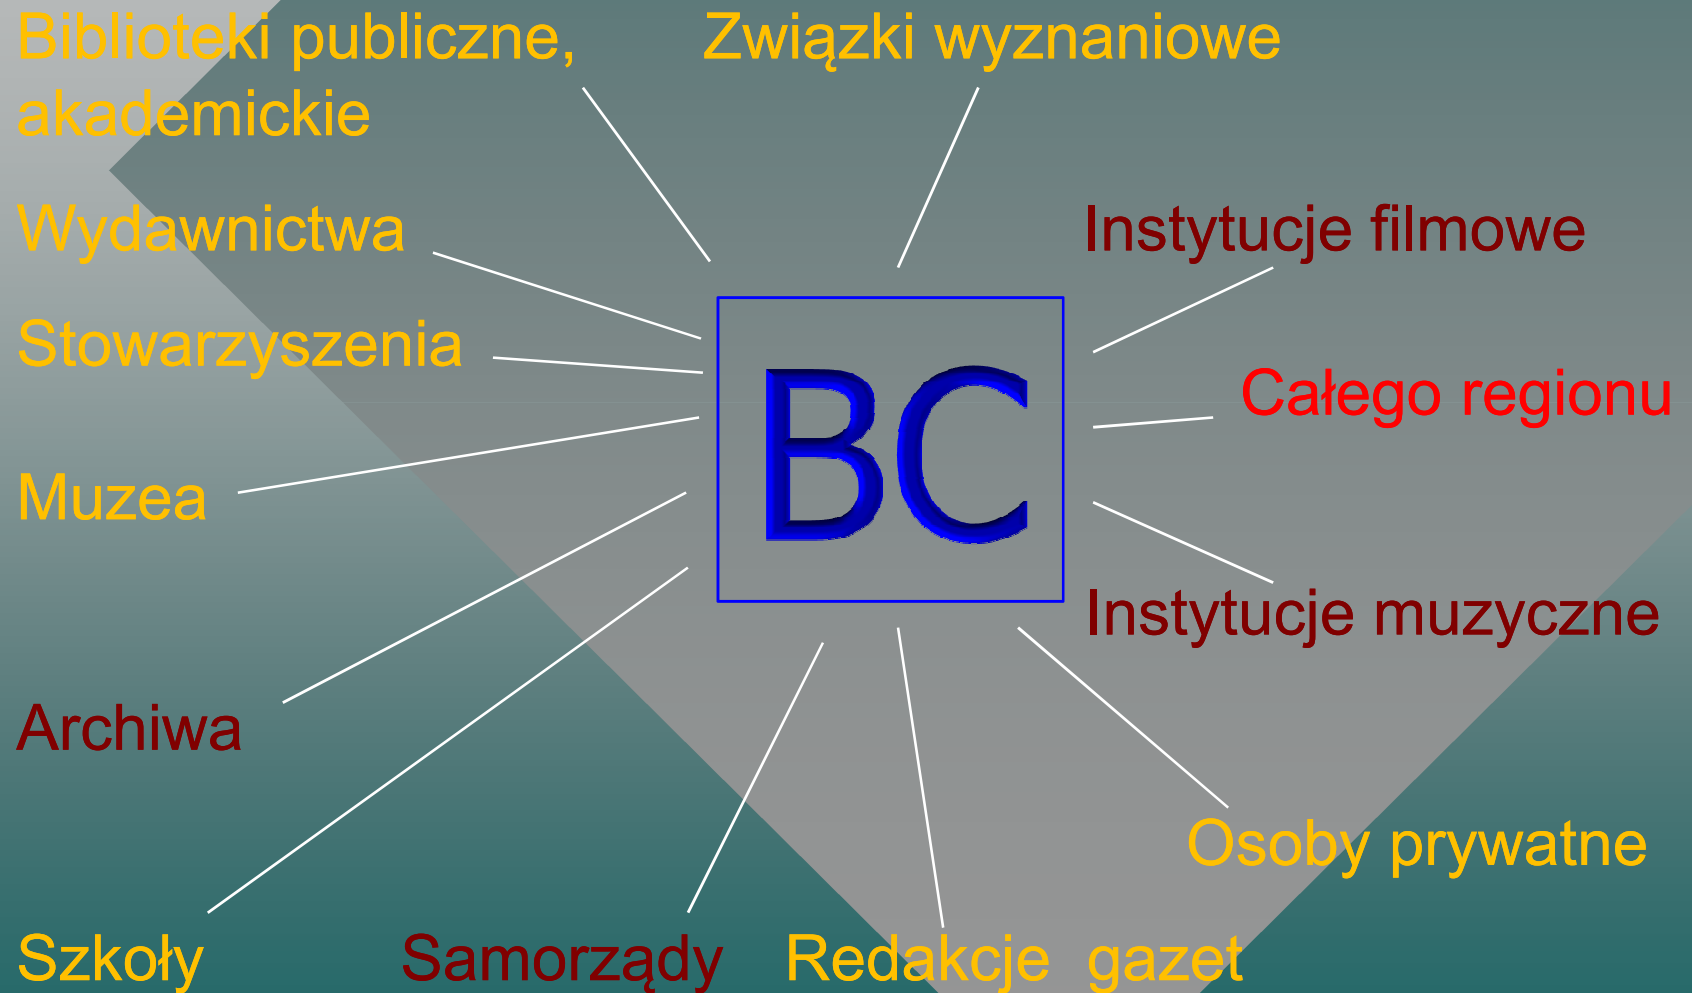 Biblioteki publiczne,
akademickie
Związki wyznaniowe
Wydawnictwa
Instytucje filmowe
Stowarzyszenia
Całego regionu
BC
Muzea
Instytucje muzyczne
Archiwa
Osoby prywatne
Szkoły
Samorządy
Redakcje gazet